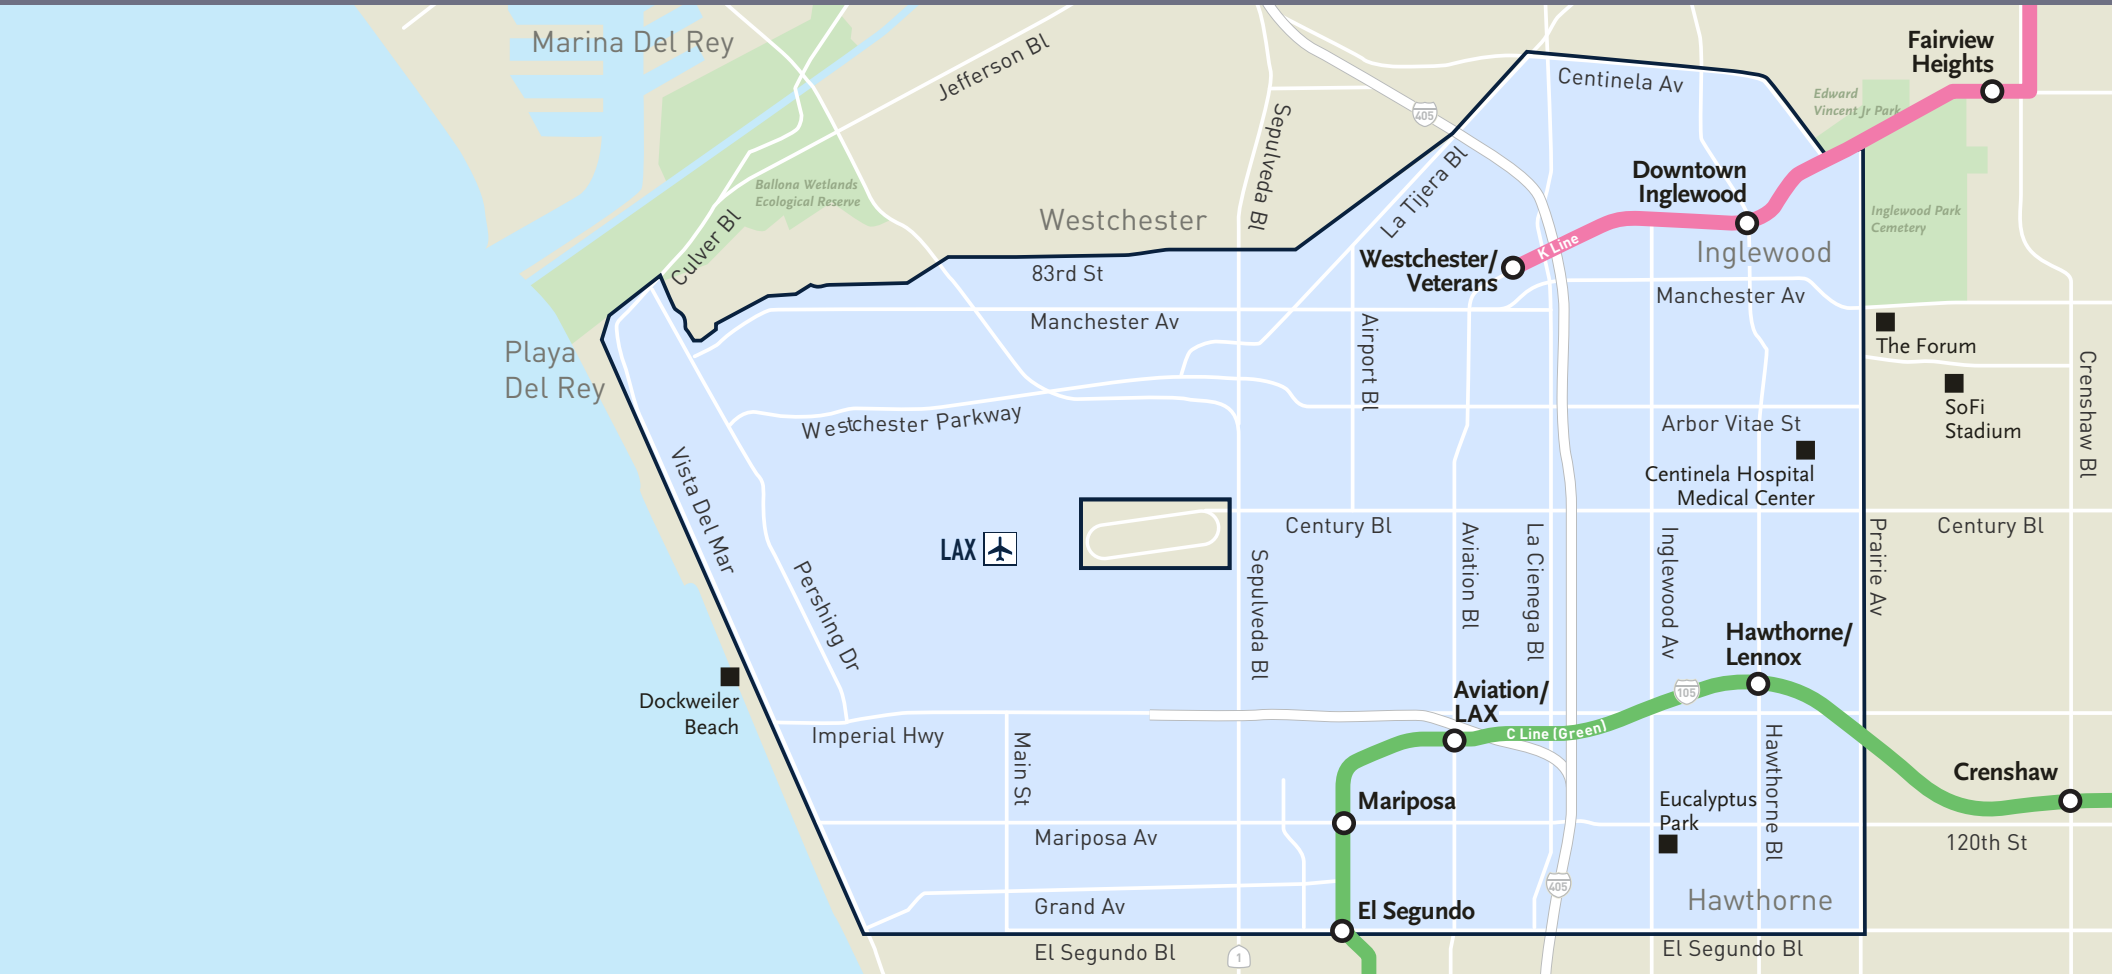 Marina Del Rey
Jefferson Bl
Sepulveda Bl
405
Centinela Av
Fairview
Heights
Edward
Vincent Jr Park
Ballona Wetlands
Ecological Reserve
Culver Bl
Westchester
La Tijera Bl
Downtown
Inglewood
Inglewood Park
Cemetery
K Line
Inglewood
Westchester/
Veterans
83rd St
Manchester Av
Manchester Av
Airport Bl
The Forum
Playa
Del Rey
Westchester Parkway
Arbor Vitae St
SoFi
Stadium
Crenshaw Bl
Vista Del Mar
Centinela Hospital
Medical Center
LAX
Century Bl
Century Bl
Pershing Dr
Sepulveda Bl
Aviation Bl
La Cienega Bl
Inglewood Av
Prairie Av
Hawthorne/
Lennox
Dockweiler
Beach
Aviation/
LAX
105
C Line (Green)
Imperial Hwy
Main St
Hawthorne Bl
Crenshaw
Mariposa
Eucalyptus
Park
Mariposa Av
120th St
405
Hawthorne
Grand Av
El Segundo
El Segundo Bl
1
El Segundo Bl